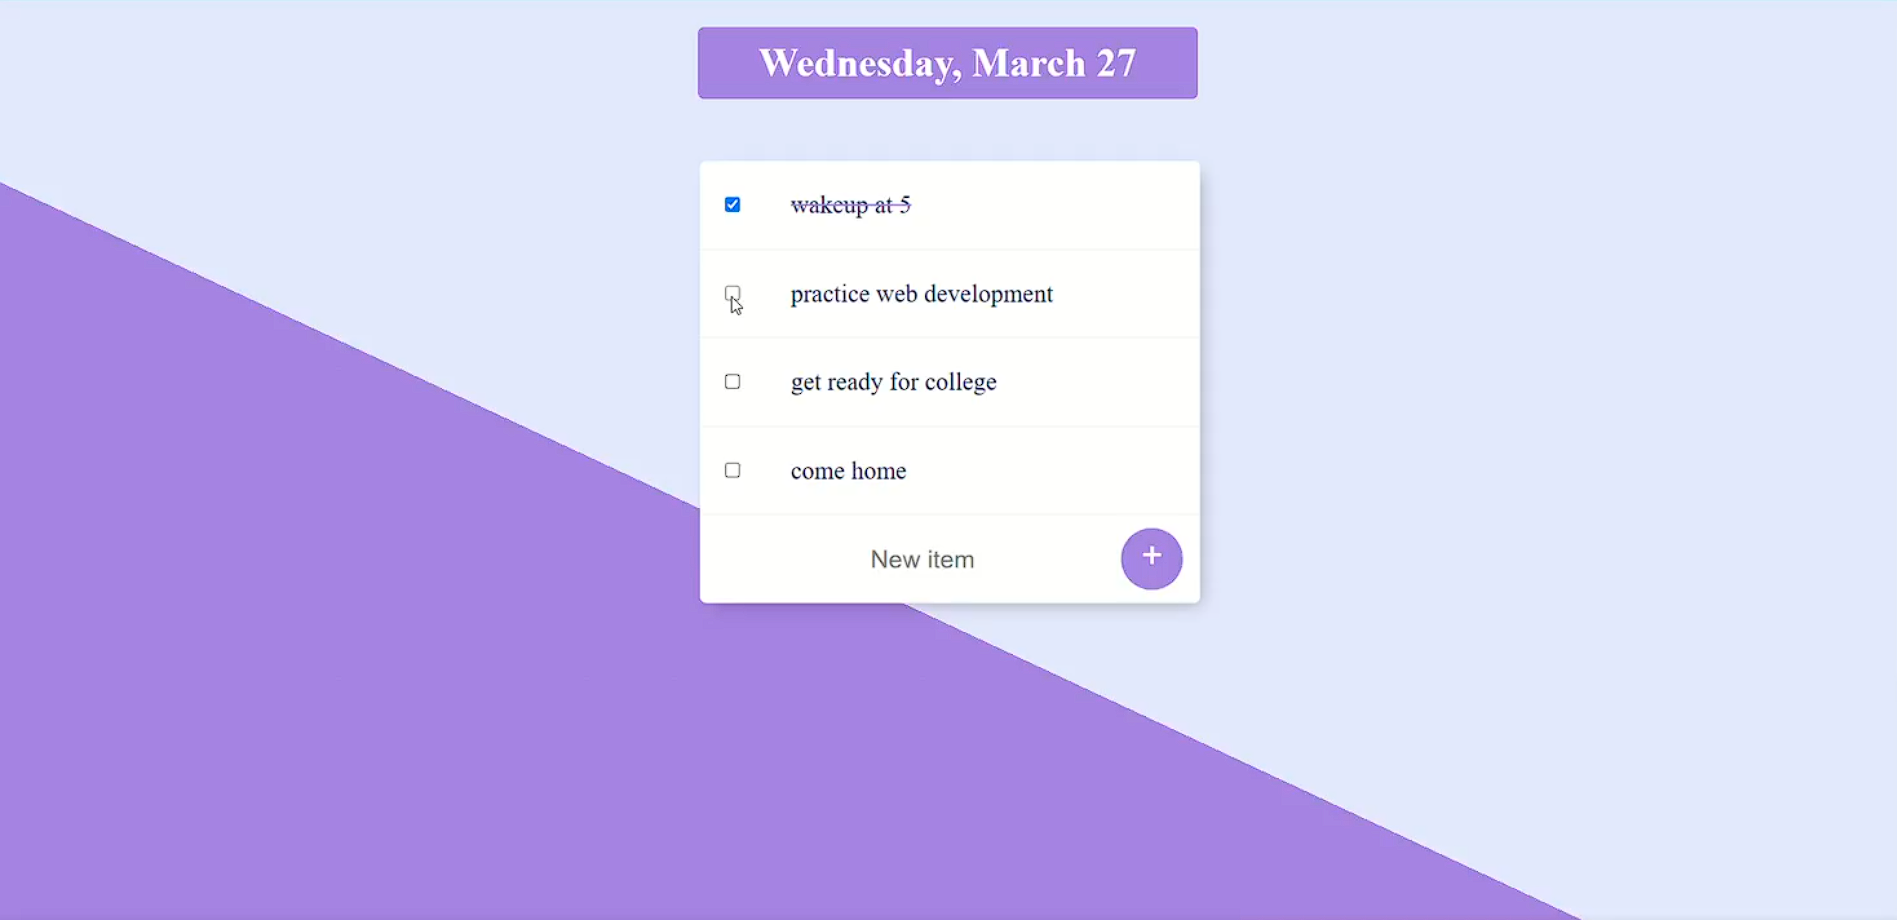 Wednesday, March 27
wakeup at 5
practice web development
get ready for college
come home
New item
+